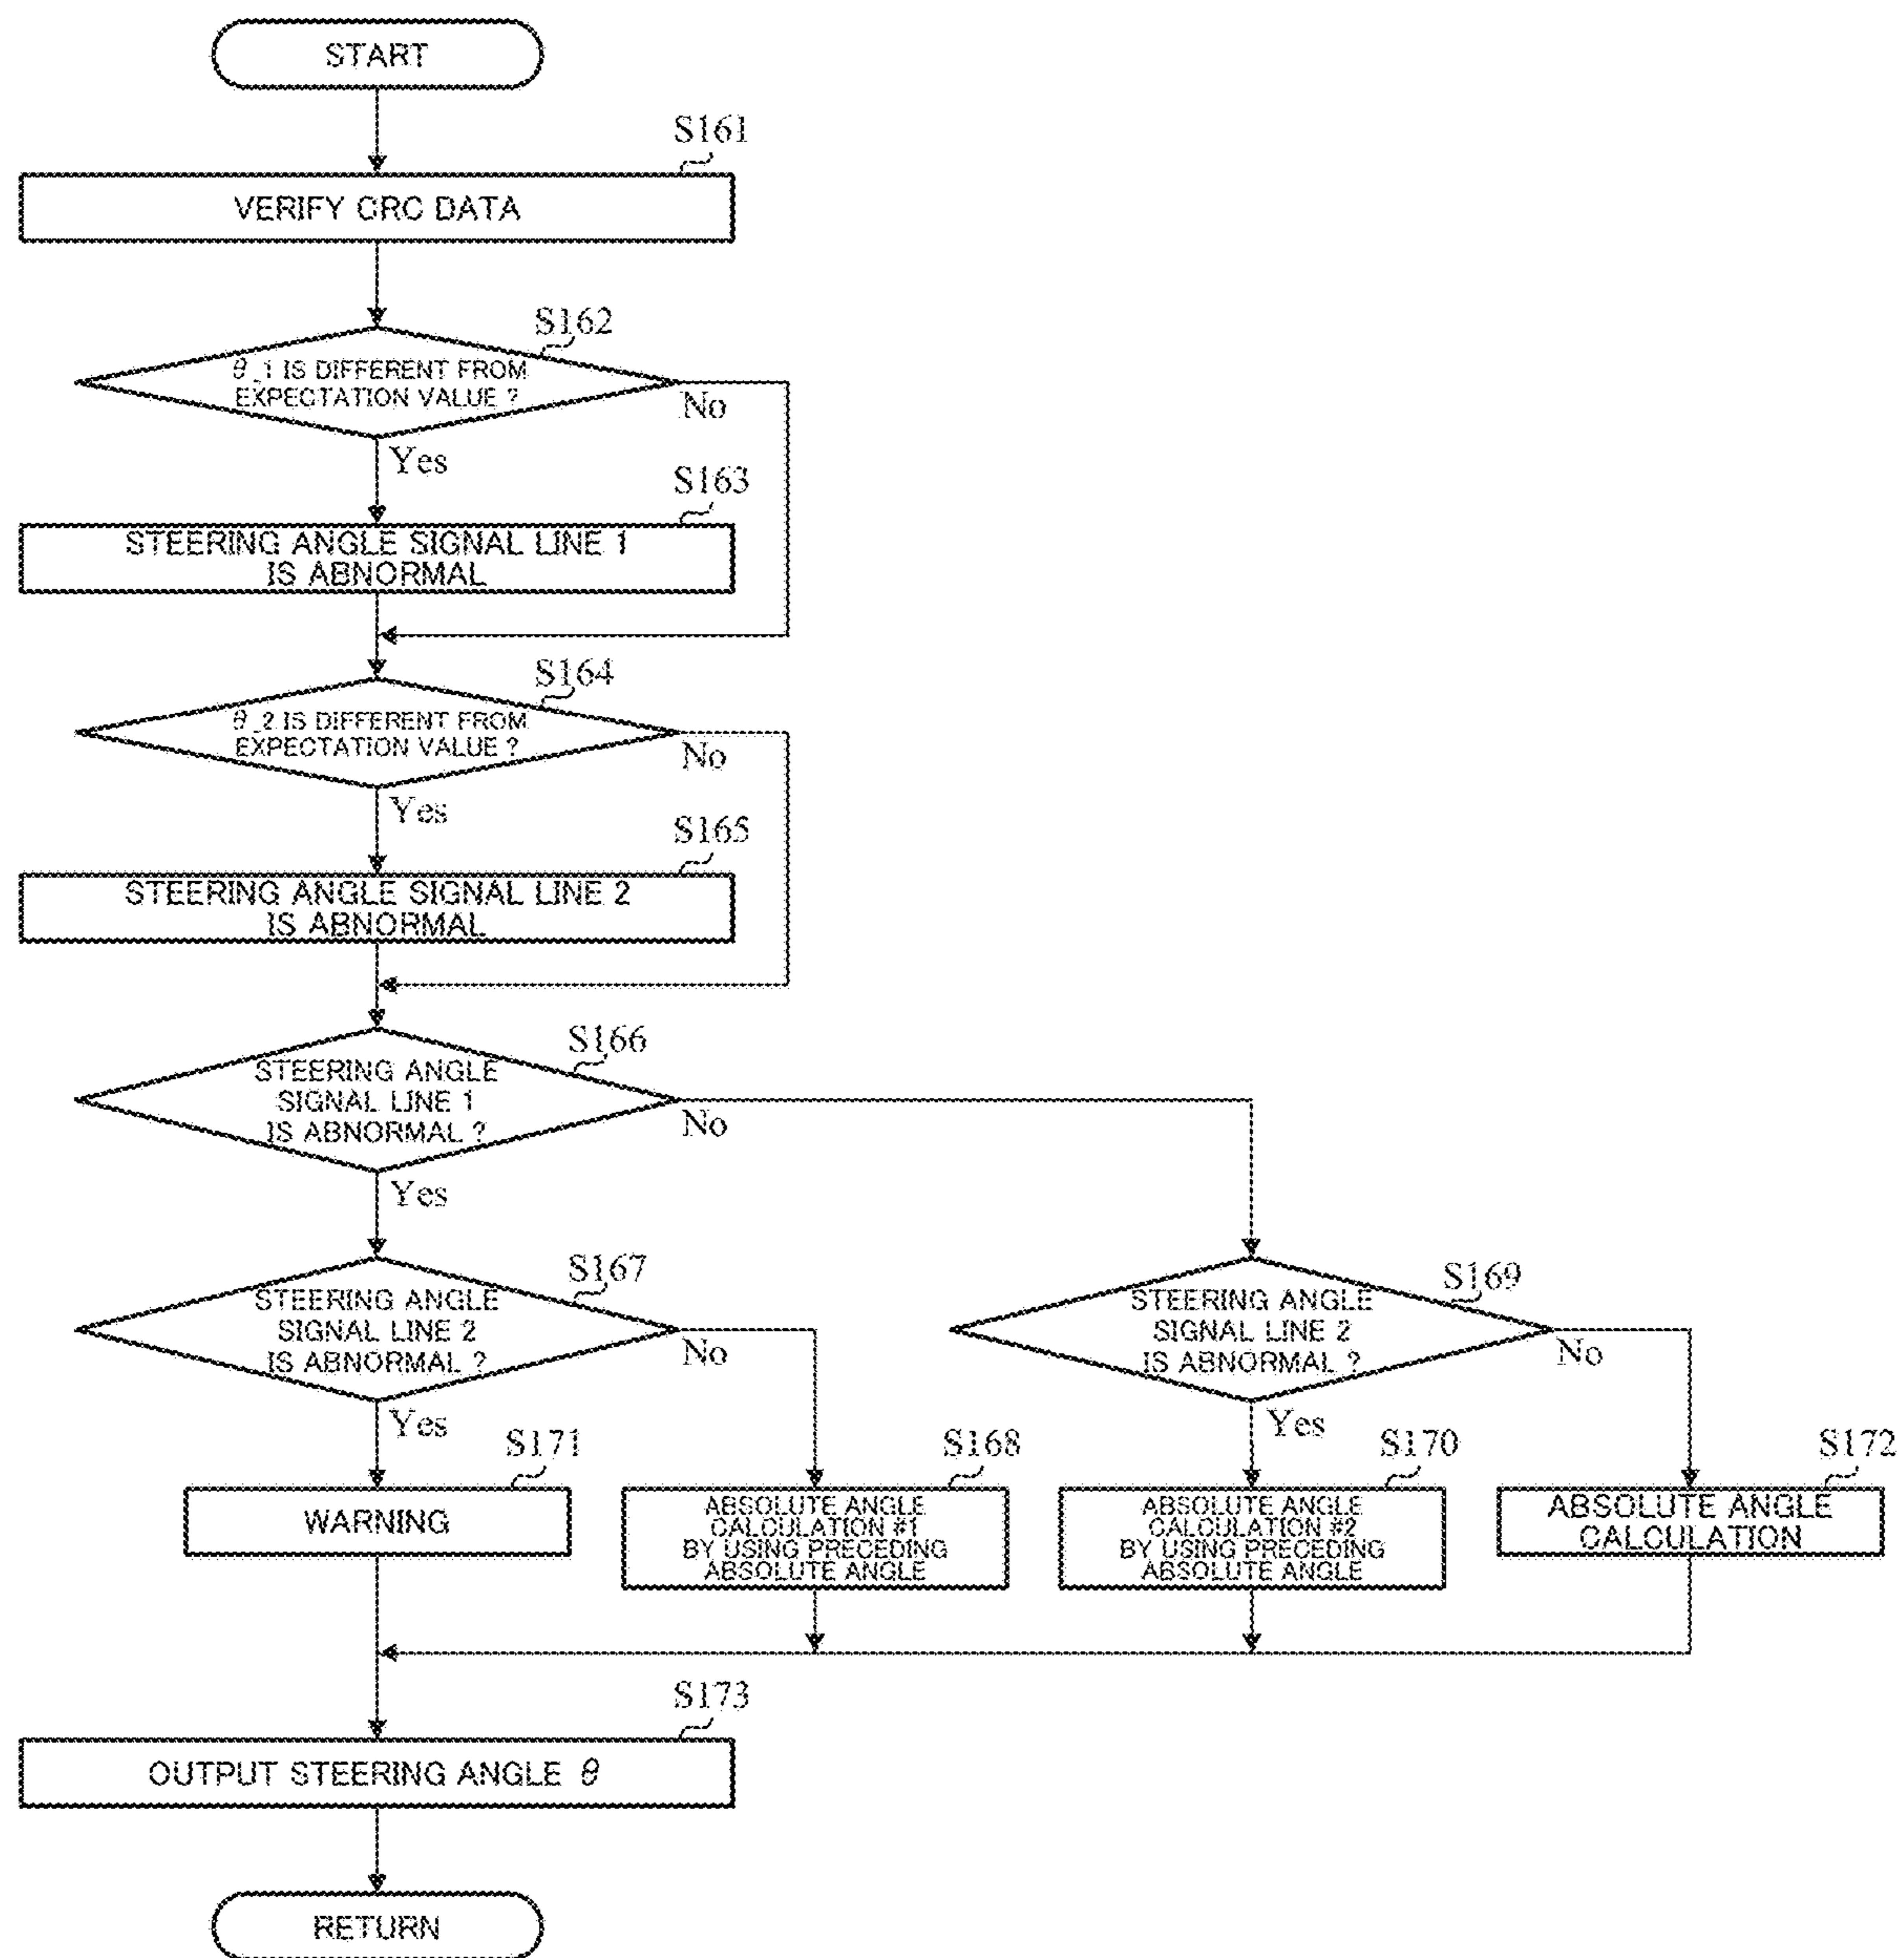 START
S161
VERIFY CRC DATA
S162
θ_1 IS DIFFERENT FROM
EXPECTATION VALUE ?
No
Yes
S163
STEERING ANGLE SIGNAL LINE 1
IS ABNORMAL
S164
θ_2 IS DIFFERENT FROM
EXPECTATION VALUE ?
No
Yes
S165
STEERING ANGLE SIGNAL LINE 2
IS ABNORMAL
S166
STEERING ANGLE
SIGNAL LINE 1
IS ABNORMAL ?
No
Yes
S167
STEERING ANGLE
SIGNAL LINE 2
IS ABNORMAL ?
No
Yes
S169
STEERING ANGLE
SIGNAL LINE 2
IS ABNORMAL ?
No
Yes
S171
WARNING
S168
ABSOLUTE ANGLE
CALCULATION #1
BY USING PRECEDING
ABSOLUTE ANGLE
S170
ABSOLUTE ANGLE
CALCULATION #2
BY USING PRECEDING
ABSOLUTE ANGLE
S172
ABSOLUTE ANGLE
CALCULATION
S173
OUTPUT STEERING ANGLE θ
RETURN